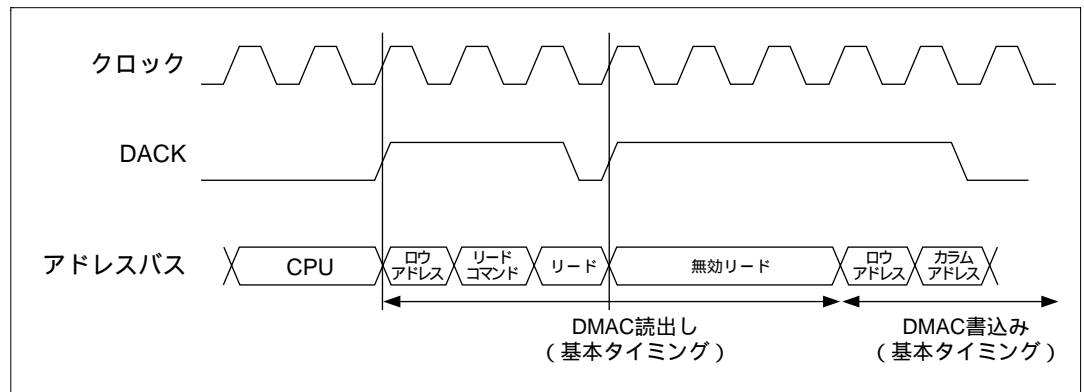 クロック
DACK
アドレスバス
CPU
ロウ
アドレス
リード
コマンド
リード
無効リード
ロウ
アドレス
カラム
アドレス
DMAC読出し
（基本タイミング）
DMAC書込み
（基本タイミング）